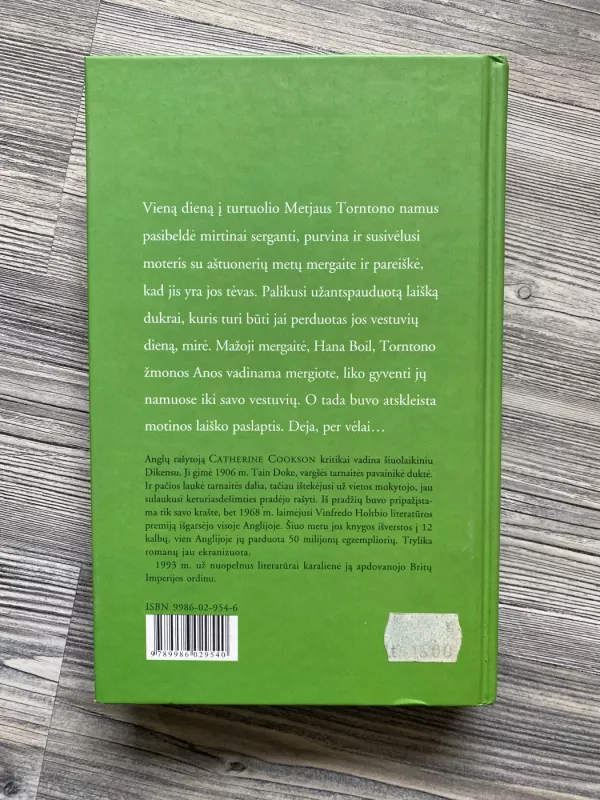 Vieną dieną į turtuolio Metjaus Torntono namus
pasibeldė mirtinai serganti, purvina ir susivėlusi
moteris su aštuonerių metų mergaite ir pareiškė,
kad jis yra jos tėvas. Palikusi užantspauduotą laišką
dukrai, kuris turi būti jai perduotas jos vestuvių
dieną, mirė. Mažoji mergaitė, Hana Boil, Torntono
žmonos Anos vadinama mergiote, liko gyventi jų
namuose iki savo vestuvių. O tada buvo atskleista
motinos laiško paslaptis. Deja, per vėlai…
Anglų rašytoją CATHERINE COOKSON kritikai vadina šiuolaikiniu
Dikensu. Ji gimė 1906 m. Tain Doke, vargšės tarnaitės pavainikė duktė.
Ir pačios laukė tarnaitės dalia, tačiau ištekėjusi už vietos mokytojo, jau
sulaukusi keturiasdešimties pradėjo rašyti. Iš pradžių buvo pripažįsta-
ma tik savo krašte, bet 1968 m. laimėjusi Vinfredo Holtbio literatūros
premiją išgarsėjo visoje Anglijoje. Šiuo metu jos knygos išverstos į 12
kalbų, vien Anglijoje jų parduota 50 milijonų egzempliorių. Trylika
romanų jau ekranizuota.
1993 m. už nuopelnus literatūrai karalienė ją apdovanojo Britų
Imperijos ordinu.
ISBN 9986-02-954-6
9789986029540